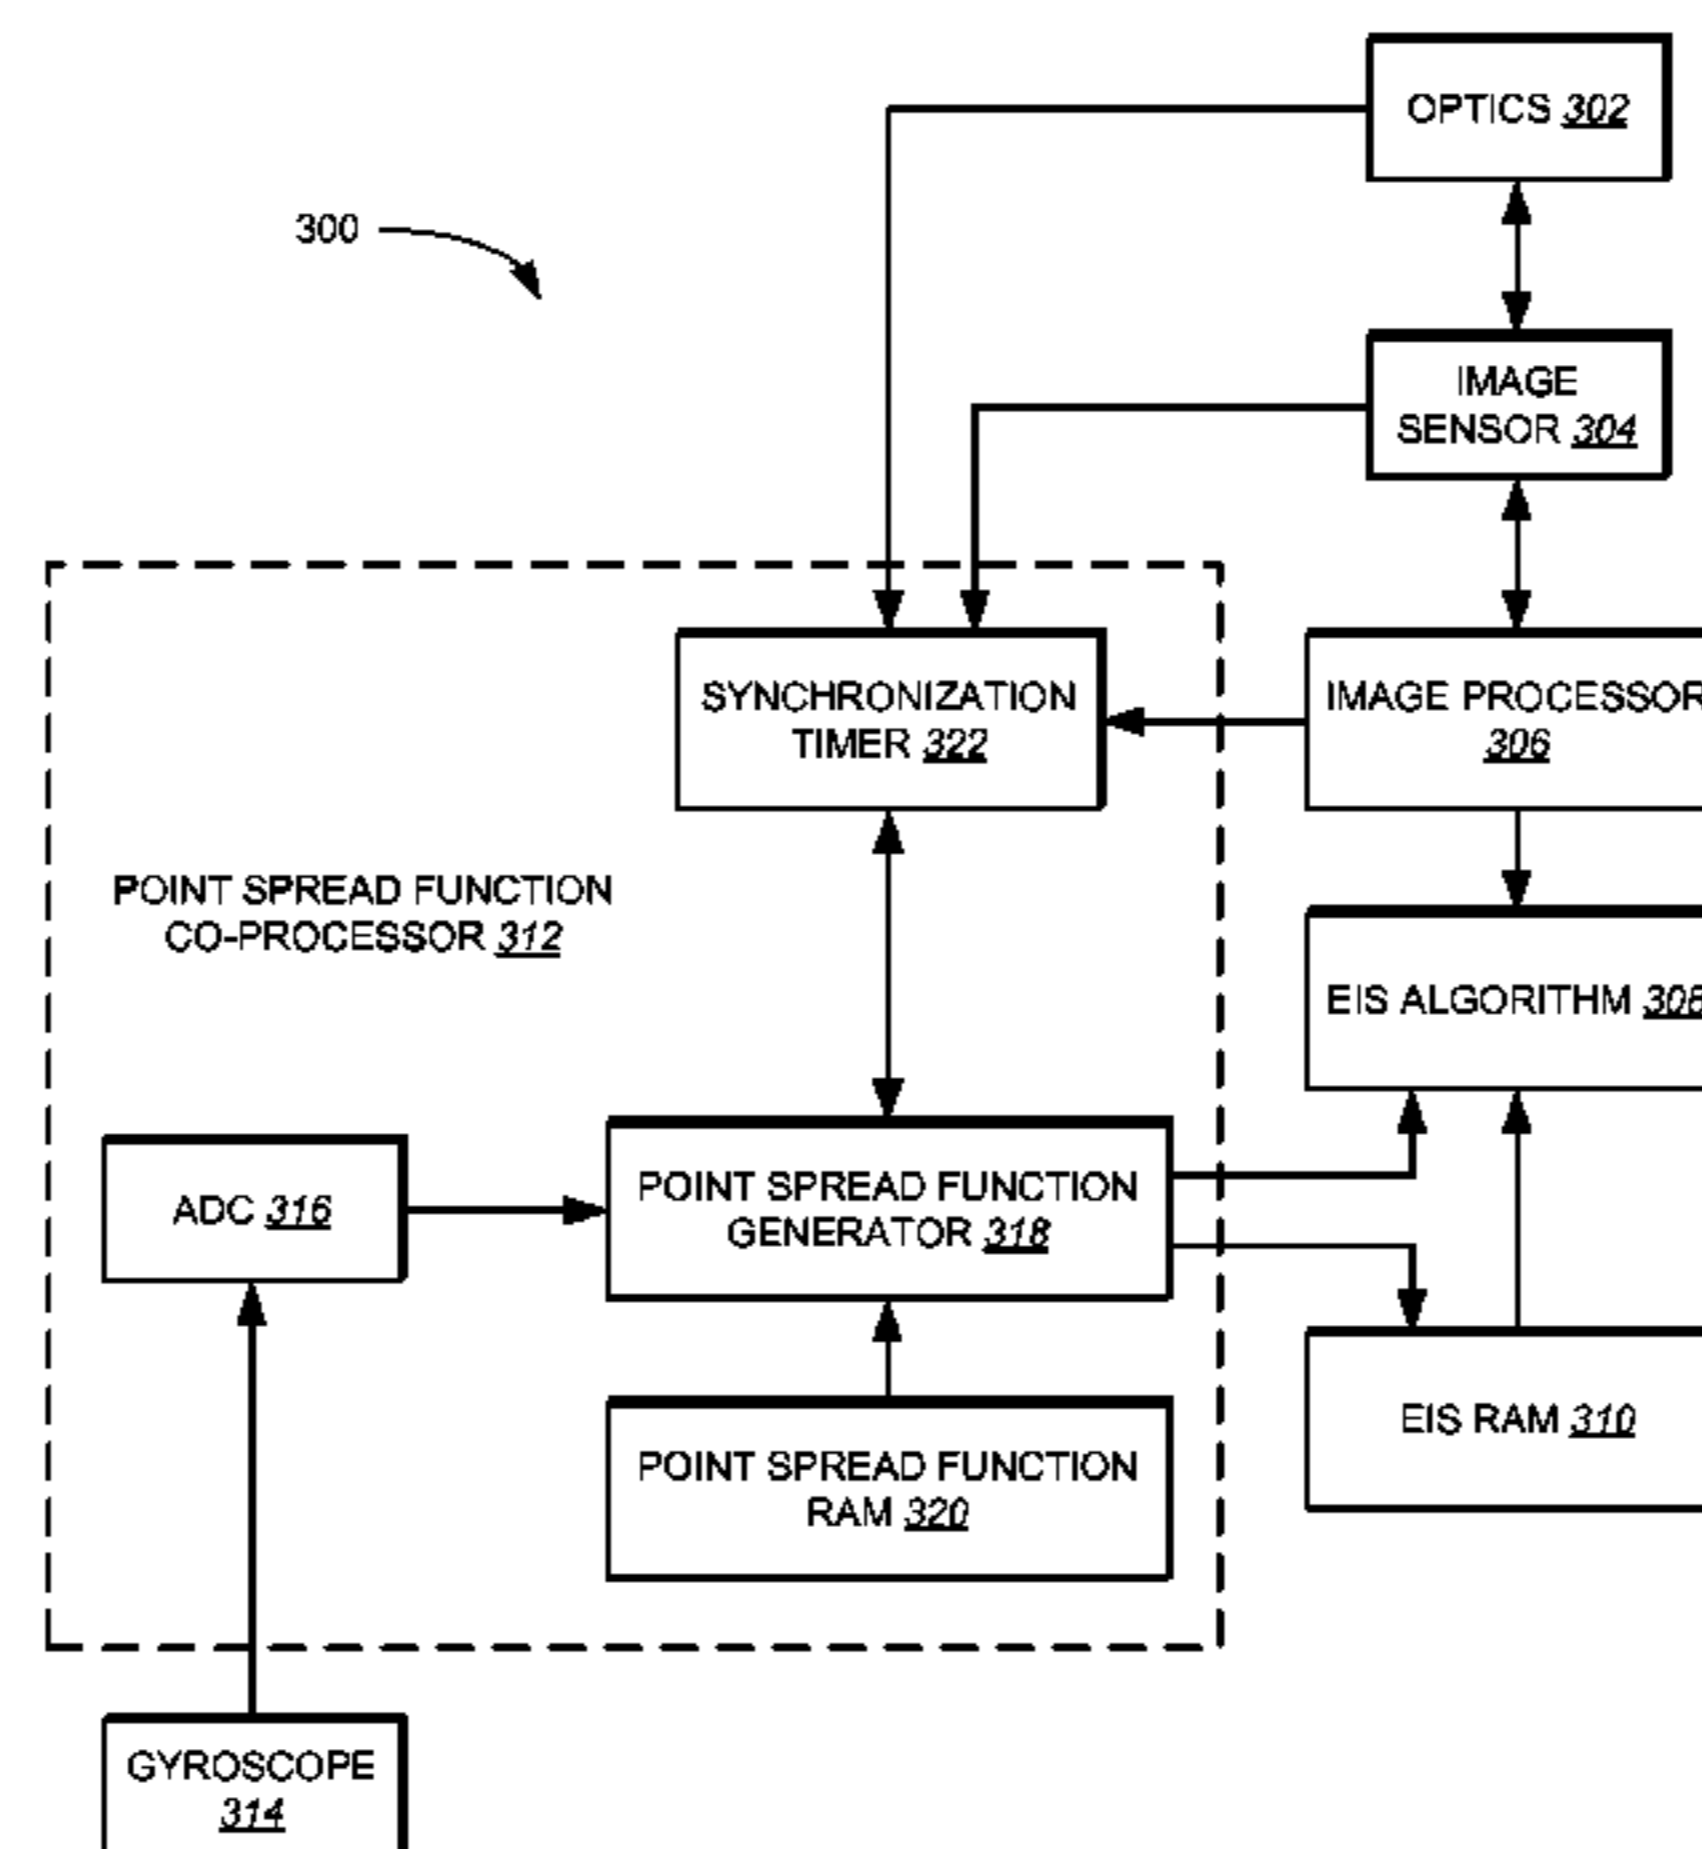 OPTICS 302
300
IMAGE
SENSOR 304
SYNCHRONIZATION
TIMER 322
IMAGE PROCESSOR
306
POINT SPREAD FUNCTION
CO-PROCESSOR 312
EIS ALGORITHM 308
ADC 316
POINT SPREAD FUNCTION
GENERATOR 318
EIS RAM 310
POINT SPREAD FUNCTION
RAM 320
GYROSCOPE
314